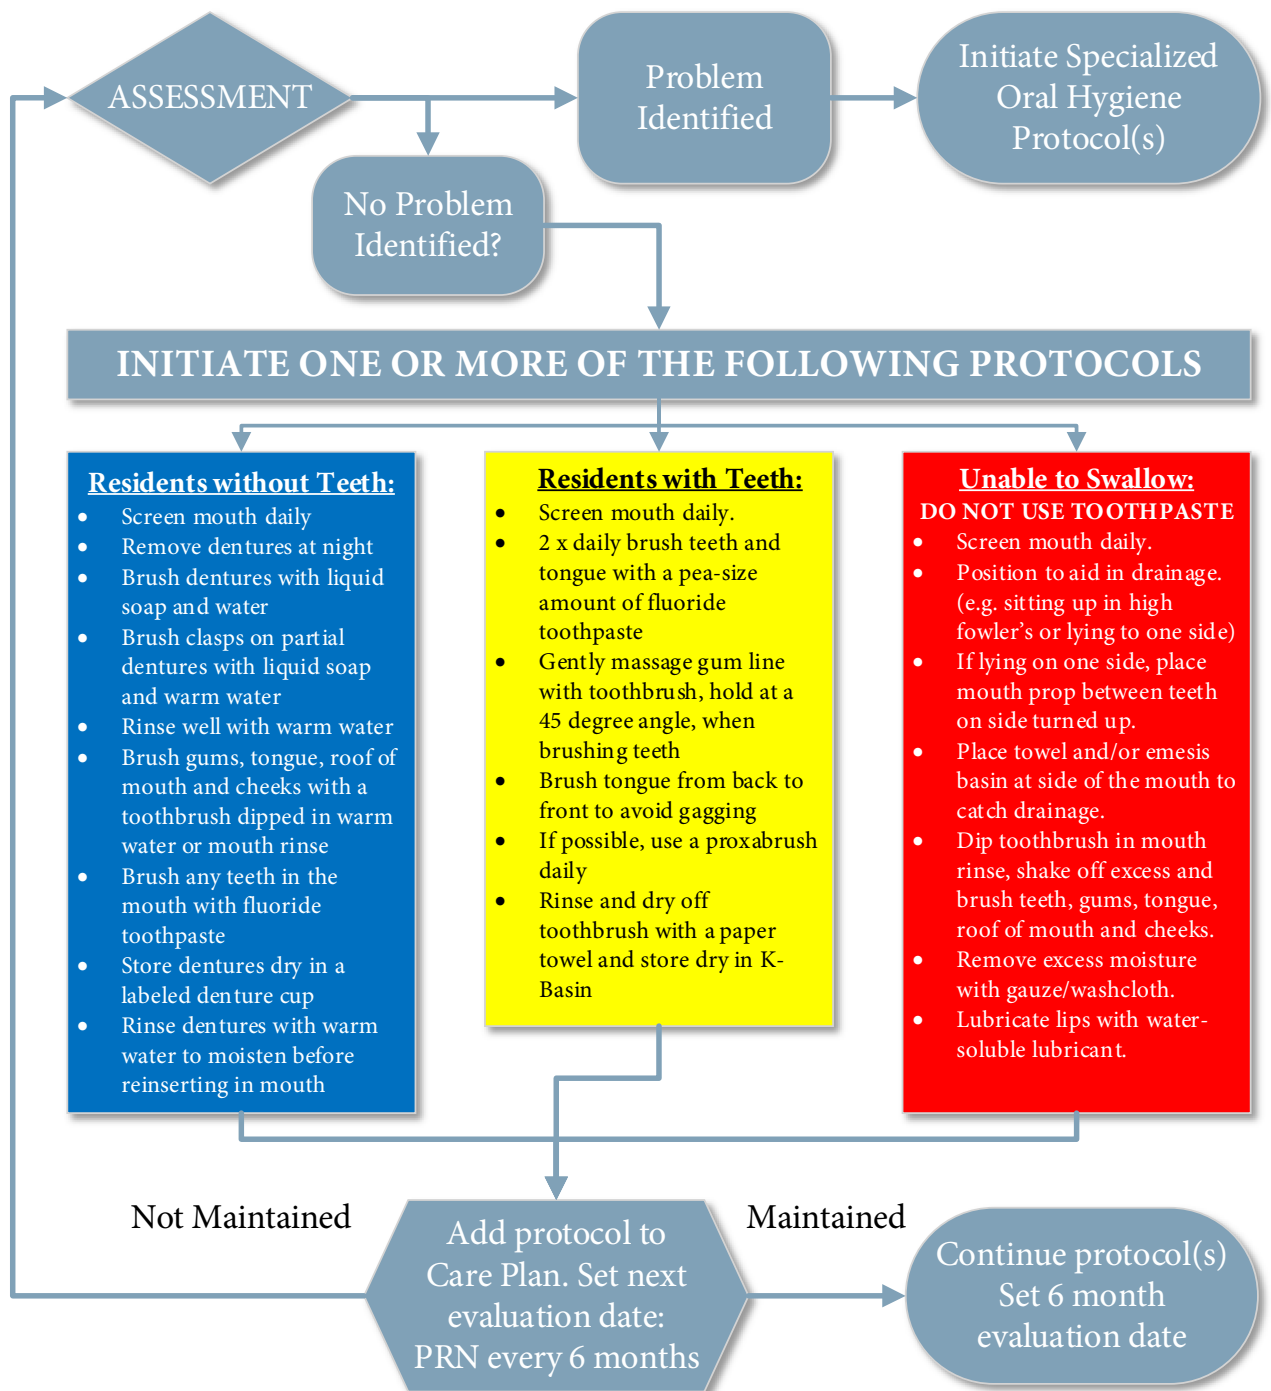 ASSESSMENT
Problem
Identified
Initiate Specialized
Oral Hygiene
Protocol(s)
No Problem
Identified?
INITIATE ONE OR MORE OF THE FOLLOWING PROTOCOLS
Residents without Teeth:
• Screen mouth daily
• Remove dentures at night
• Brush dentures with liquid
soap and water
• Brush clasps on partial
dentures with liquid soap
and warm water
• Rinse well with warm water
• Brush gums, tongue, roof of
mouth and cheeks with a
toothbrush dipped in warm
water or mouth rinse
• Brush any teeth in the
mouth with fluoride
toothpaste
• Store dentures dry in a
labeled denture cup
• Rinse dentures with warm
water to moisten before
reinserting in mouth
Residents with Teeth:
• Screen mouth daily.
• 2 x daily brush teeth and
tongue with a pea-size
amount of fluoride
toothpaste
• Gently massage gum line
with toothbrush, hold at a
45 degree angle, when
brushing teeth
• Brush tongue from back to
front to avoid gagging
• If possible, use a proxabrush
daily
• Rinse and dry off
toothbrush with a paper
towel and store dry in K-
Basin
Unable to Swallow:
DO NOT USE TOOTHPASTE
• Screen mouth daily.
• Position to aid in drainage.
(e.g. sitting up in high
fowler's or lying to one side)
• If lying on one side, place
mouth prop between teeth
on side turned up.
• Place towel and/or emesis
basin at side of the mouth to
catch drainage.
• Dip toothbrush in mouth
rinse, shake off excess and
brush teeth, gums, tongue,
roof of mouth and cheeks.
• Remove excess moisture
with gauze/washcloth.
• Lubricate lips with water-
soluble lubricant.
Not Maintained
Add protocol to
Care Plan. Set next
evaluation date:
PRN every 6 months
Maintained
Continue protocol(s)
Set 6 month
evaluation date